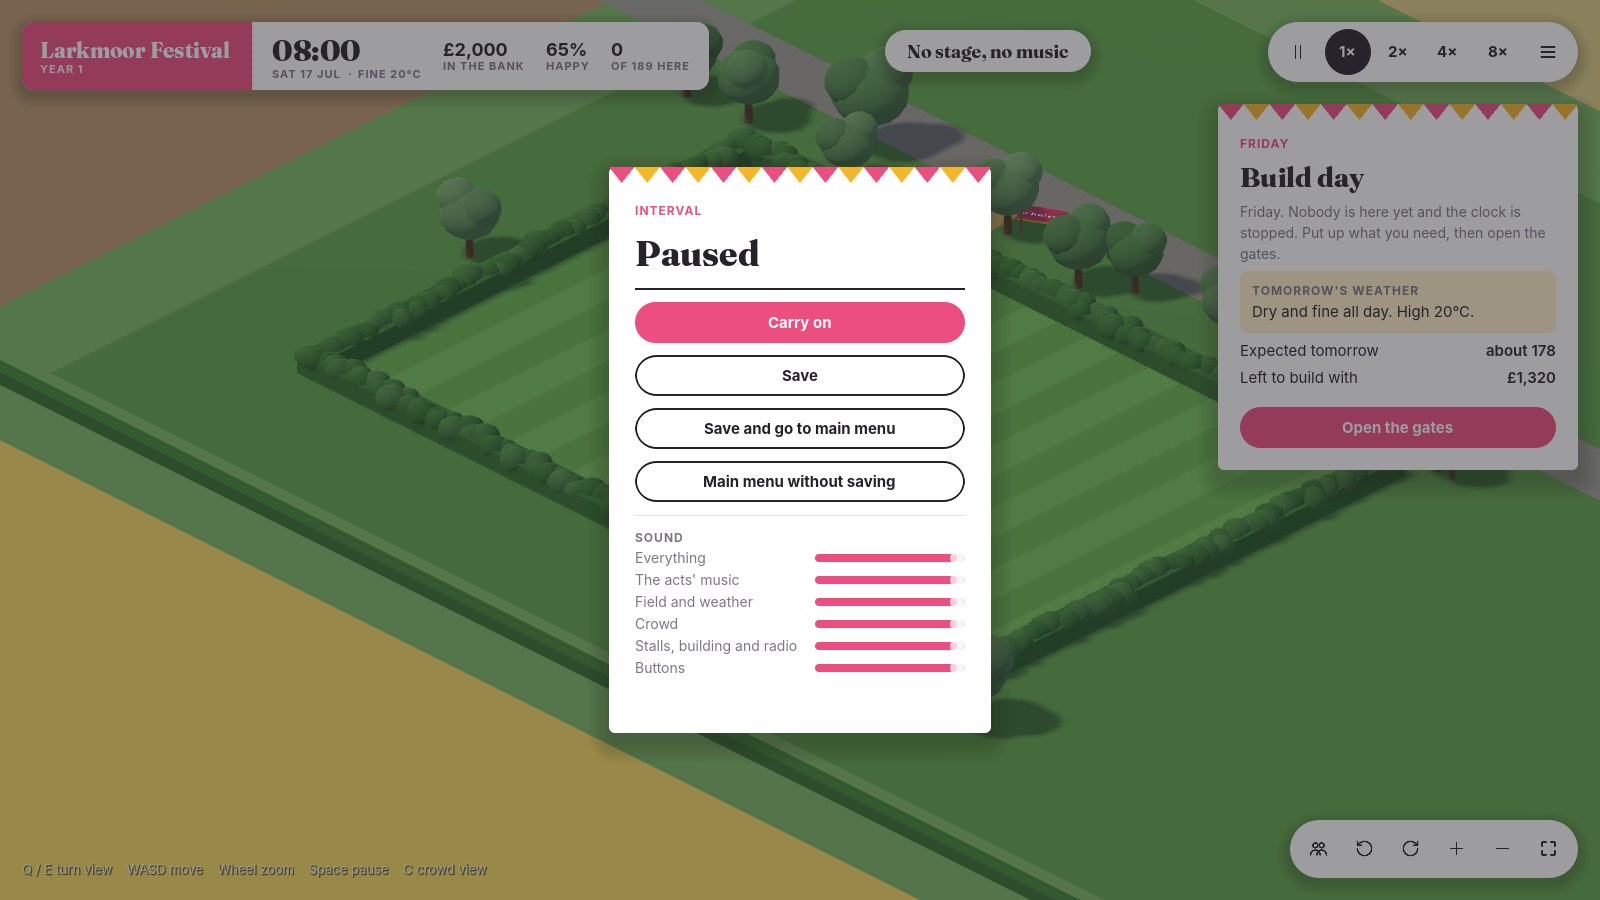 Larkmoor Festival
YEAR 1
08:00
SAT 17 JUL · FINE 20°C
£2,000
IN THE BANK
65%
HAPPY
0
OF 189 HERE
No stage, no music
1×
2×
4×
8×
FRIDAY
Build day
Friday. Nobody is here yet and the clock is
stopped. Put up what you need, then open the
gates.
TOMORROW'S WEATHER
Dry and fine all day. High 20°C.
Expected tomorrow about 178
Left to build with £1,320
Open the gates
INTERVAL
Paused
Carry on
Save
Save and go to main menu
Main menu without saving
SOUND
Everything
The acts' music
Field and weather
Crowd
Stalls, building and radio
Buttons
Q / E turn view WASD move Wheel zoom Space pause C crowd view